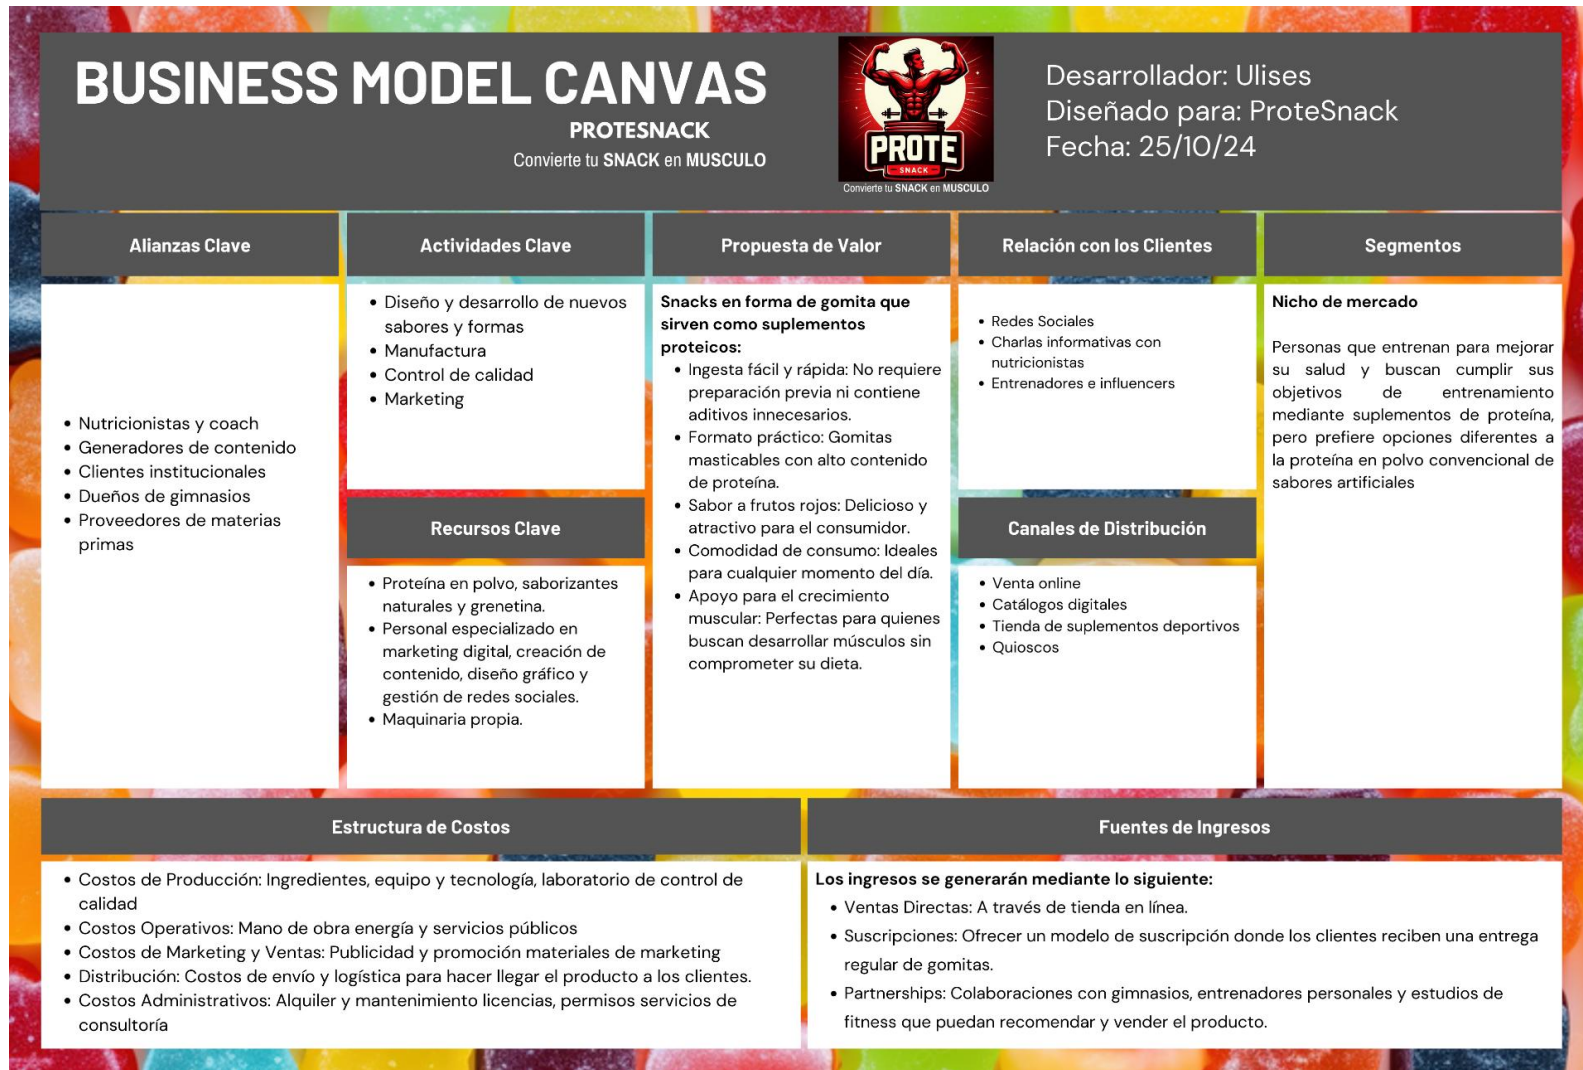 BUSINESS MODEL CANVAS
PROTESNACK
Convierte tu SNACK en MUSCULO
PROTE
SNACK
Convierte tu SNACK en MUSCULO
Desarrollador: Ulises
Diseñado para: ProteSnack
Fecha: 25/10/24
Alianzas Clave
• Nutricionistas y coach
• Generadores de contenido
• Clientes institucionales
• Dueños de gimnasios
• Proveedores de materias
primas
Actividades Clave
• Diseño y desarrollo de nuevos
sabores y formas
• Manufactura
• Control de calidad
• Marketing
Recursos Clave
• Proteína en polvo, saborizantes
naturales y grenetina.
• Personal especializado en
marketing digital, creación de
contenido, diseño gráfico y
gestión de redes sociales.
• Maquinaria propia.
Propuesta de Valor
Snacks en forma de gomita que
sirven como suplementos
proteicos:
• Ingesta fácil y rápida: No requiere
preparación previa ni contiene
aditivos innecesarios.
• Formato práctico: Gomitas
masticables con alto contenido
de proteína.
• Sabor a frutos rojos: Delicioso y
atractivo para el consumidor.
• Comodidad de consumo: Ideales
para cualquier momento del día.
• Apoyo para el crecimiento
muscular: Perfectas para quienes
buscan desarrollar músculos sin
comprometer su dieta.
Relación con los Clientes
• Redes Sociales
• Charlas informativas con
nutricionistas
• Entrenadores e influencers
Canales de Distribución
• Venta online
• Catálogos digitales
• Tienda de suplementos deportivos
• Quioscos
Segmentos
Nicho de mercado
Personas que entrenan para mejorar
su salud y buscan cumplir sus
objetivos de entrenamiento
mediante suplementos de proteína,
pero prefiere opciones diferentes a
la proteína en polvo convencional de
sabores artificiales
Estructura de Costos
• Costos de Producción: Ingredientes, equipo y tecnología, laboratorio de control de
calidad
• Costos Operativos: Mano de obra energía y servicios públicos
• Costos de Marketing y Ventas: Publicidad y promoción materiales de marketing
• Distribución: Costos de envío y logística para hacer llegar el producto a los clientes.
• Costos Administrativos: Alquiler y mantenimiento licencias, permisos servicios de
consultoría
Fuentes de Ingresos
Los ingresos se generarán mediante lo siguiente:
• Ventas Directas: A través de tienda en línea.
• Suscripciones: Ofrecer un modelo de suscripción donde los clientes reciben una entrega
regular de gomitas.
• Partnerships: Colaboraciones con gimnasios, entrenadores personales y estudios de
fitness que puedan recomendar y vender el producto.